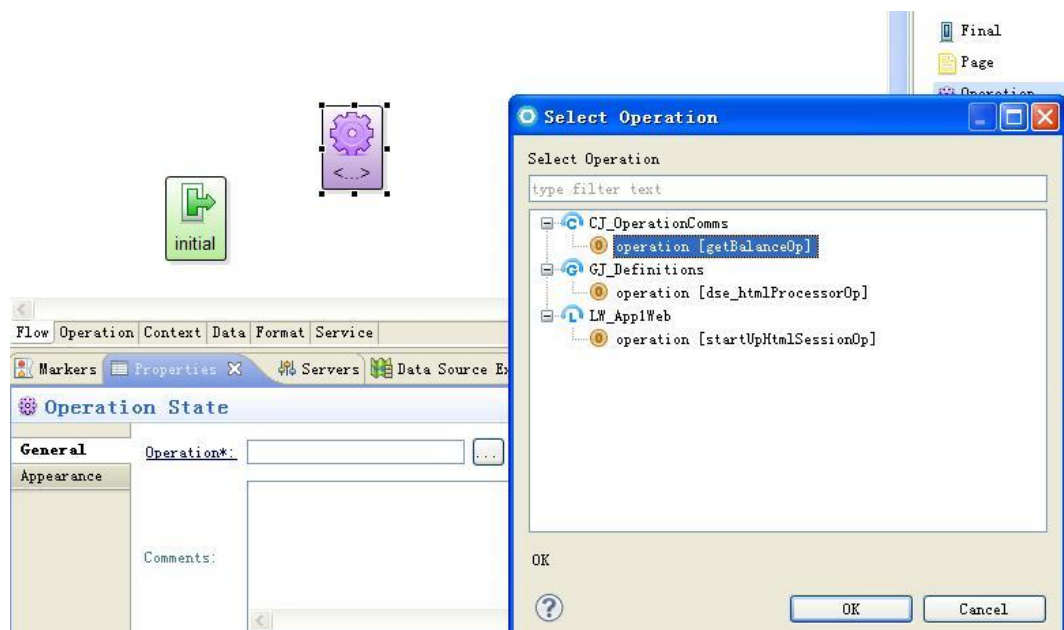 Final
Page
Operation
<...>
initial
Flow Operation Context Data Format Service
Markers Properties Servers Data Source Ex
Operation State
General
Appearance
Operation*:
...
Comments:
Select Operation
Select Operation
type filter text
CJ_OperationComms
operation [getBalanceOp]
GJ_Definitions
operation [dse_htmlProcessorOp]
LW_App1Web
operation [startUpHtmlSessionOp]
OK
OK Cancel